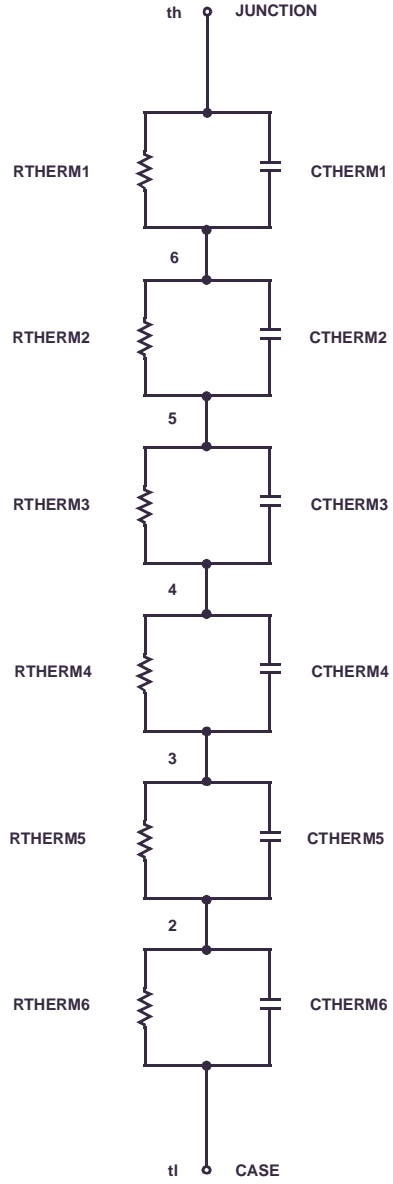 th JUNCTION
RTHERM1 CTHERM1
6
RTHERM2 CTHERM2
5
RTHERM3 CTHERM3
4
RTHERM4 CTHERM4
3
RTHERM5 CTHERM5
2
RTHERM6 CTHERM6
tl CASE